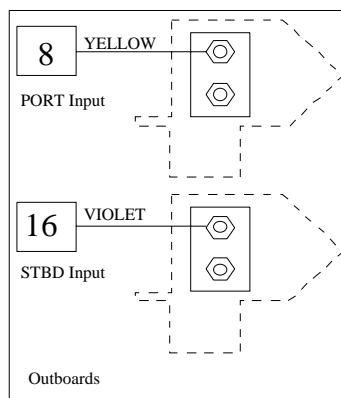 8 YELLOW
PORT Input
16 VIOLET
STBD Input
Outboards